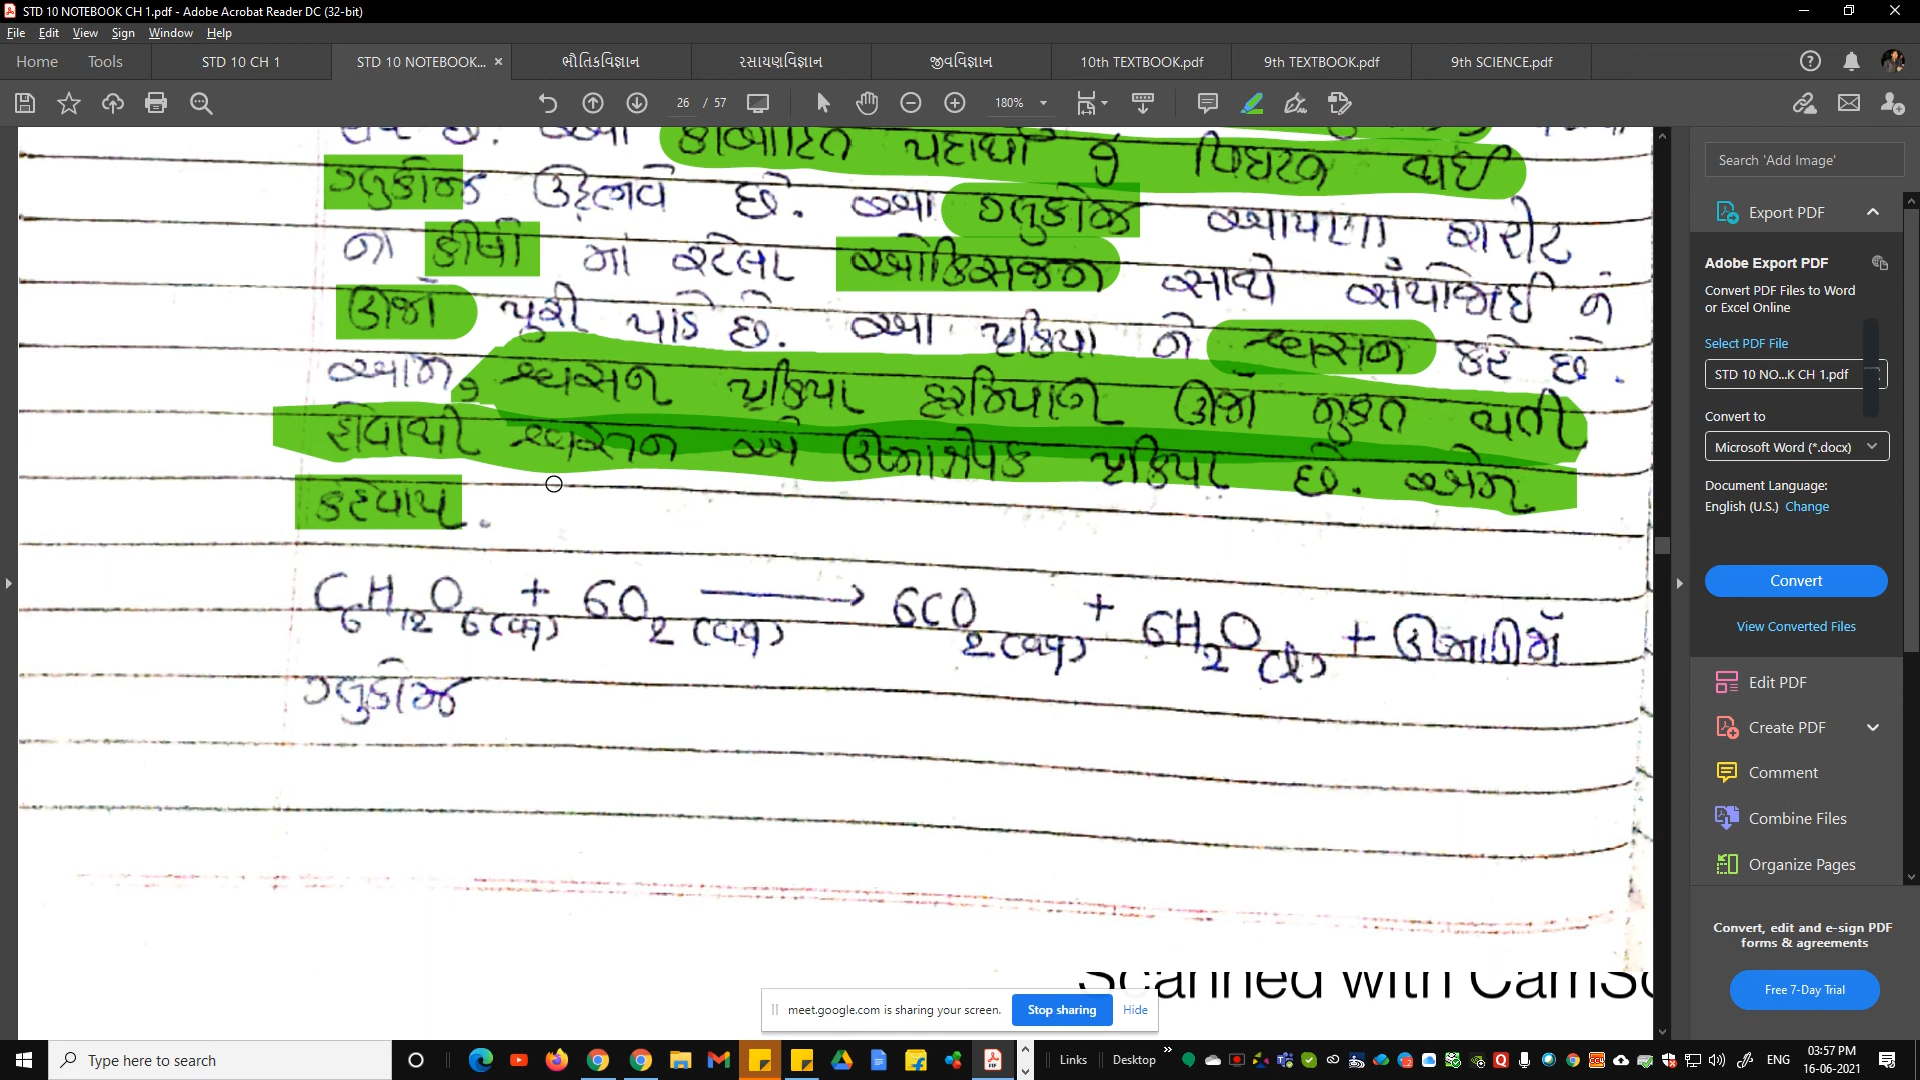 STD 10 NOTEBOOK CH 1.pdf - Adobe Acrobat Reader DC (32-bit)
File Edit View Sign Window Help
Home Tools STD 10 CH 1 STD 10 NOTEBOOK... × ભૌતિકવિજ્ઞાન રસાયણવિજ્ઞાન જીવવિજ્ઞાન 10th TEXTBOOK.pdf 9th TEXTBOOK.pdf 9th SCIENCE.pdf
26 / 57 180%
કાર્બોદિત પદાર્થો નું વિઘટન થઈ
ગ્લુકોઝ ઉદ્દભવે છે. આ ગ્લુકોઝ આપણા શરીર
ના કોષો માં રહેલા ઓક્સિજન સાથે સંયોજાઈ ને
ઊર્જા પુરી પાડે છે. આ પ્રક્રિયા ને શ્વસન કહે છે.
આમ, શ્વસન પ્રક્રિયા દરમિયાન ઊર્જા મુક્ત થતી
હોવાથી શ્વસન એ ઉષ્માક્ષેપક પ્રક્રિયા છે. એમ
કહેવાય.
C6H12O6(aq) + 6O2(aq) ⟶ 6CO2(aq) + 6H2O(l) + ઉષ્માઊર્જા
ગ્લુકોઝ
Scanned with CamSc
Search 'Add Image'
Export PDF
Adobe Export PDF
Convert PDF Files to Word
or Excel Online
Select PDF File
STD 10 NO...K CH 1.pdf
Convert to
Microsoft Word (*.docx)
Document Language:
English (U.S.) Change
Convert
View Converted Files
Edit PDF
Create PDF
Comment
Combine Files
Organize Pages
Convert, edit and e-sign PDF
forms & agreements
Free 7-Day Trial
meet.google.com is sharing your screen. Stop sharing Hide
Type here to search Links Desktop ENG 03:57 PM
16-06-2021